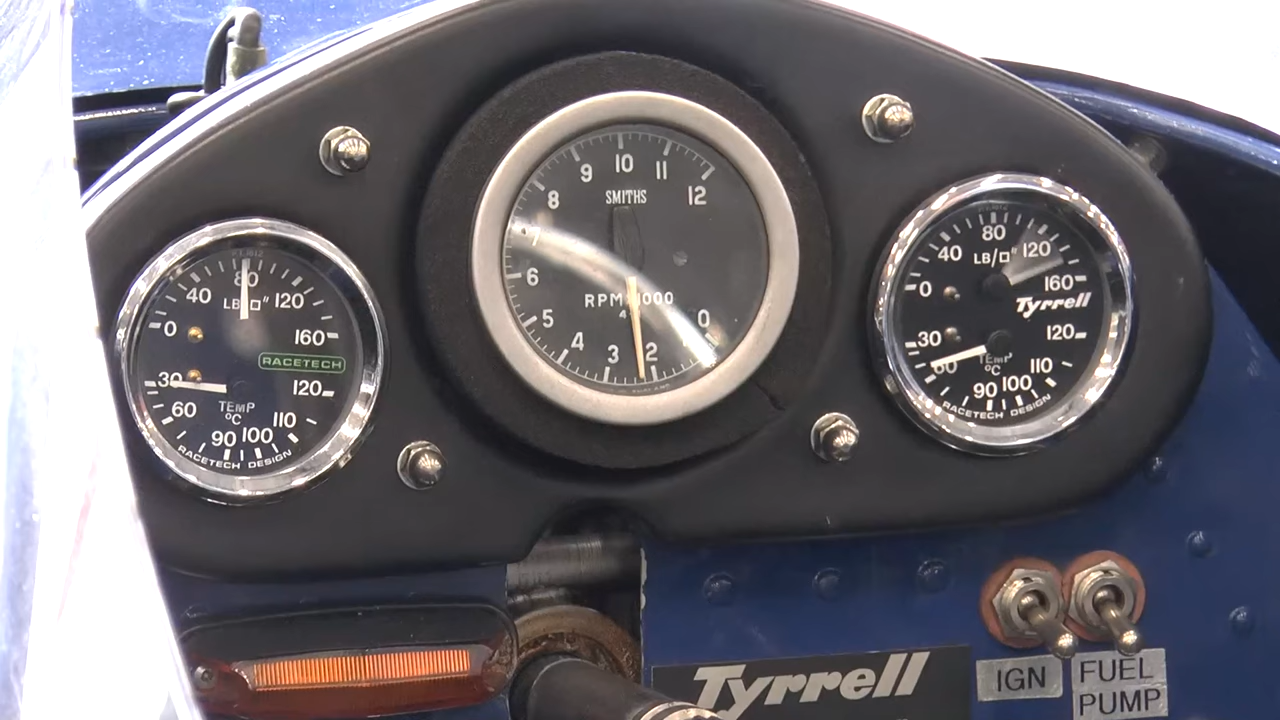 40
80
120
LB/□"
0
160
RACETECH
30
120
60
TEMP
°C
110
90
100
RACETECH DESIGN
8
9
10
11
12
SMITHS
7
6
RPM X 1000
5
4
3
2
0
40
80
120
LB/□"
0
160
Tyrrell
30
120
60
TEMP
°C
110
90
100
RACETECH DESIGN
Tyrrell
IGN
FUEL
PUMP